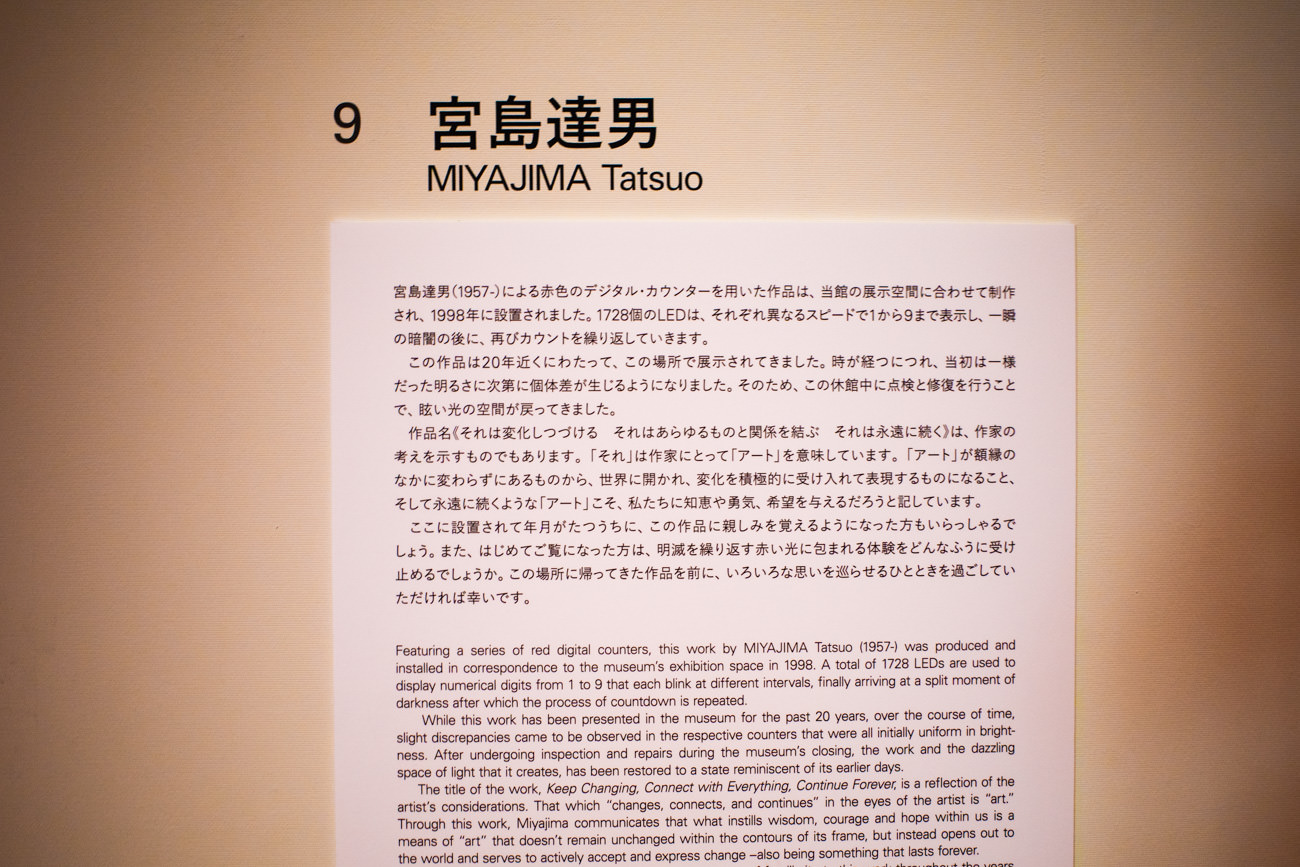 9 宮島達男
MIYAJIMA Tatsuo
宮島達男(1957-)による赤色のデジタル・カウンターを用いた作品は、当館の展示空間に合わせて制作
され、1998年に設置されました。1728個のLEDは、それぞれ異なるスピードで1から9まで表示し、一瞬
の暗闇の後に、再びカウントを繰り返していきます。
この作品は20年近くにわたって、この場所で展示されてきました。時が経つにつれ、当初は一様
だった明るさに次第に個体差が生じるようになりました。そのため、この休館中に点検と修復を行うこと
で、眩い光の空間が戻ってきました。
作品名《それは変化しつづける　それはあらゆるものと関係を結ぶ　それは永遠に続く》は、作家の
考えを示すものでもあります。「それ」は作家にとって「アート」を意味しています。「アート」が額縁の
なかに変わらずにあるものから、世界に開かれ、変化を積極的に受け入れて表現するものになること、
そして永遠に続くような「アート」こそ、私たちに知恵や勇気、希望を与えるだろうと記しています。
ここに設置されて年月がたつうちに、この作品に親しみを覚えるようになった方もいらっしゃるで
しょう。また、はじめてご覧になった方は、明滅を繰り返す赤い光に包まれる体験をどんなふうに受け
止めるでしょうか。この場所に帰ってきた作品を前に、いろいろな思いを巡らせるひとときを過ごしてい
ただければ幸いです。
Featuring a series of red digital counters, this work by MIYAJIMA Tatsuo (1957-) was produced and
installed in correspondence to the museum's exhibition space in 1998. A total of 1728 LEDs are used to
display numerical digits from 1 to 9 that each blink at different intervals, finally arriving at a split moment of
darkness after which the process of countdown is repeated.
While this work has been presented in the museum for the past 20 years, over the course of time,
slight discrepancies came to be observed in the respective counters that were all initially uniform in bright-
ness. After undergoing inspection and repairs during the museum's closing, the work and the dazzling
space of light that it creates, has been restored to a state reminiscent of its earlier days.
The title of the work, Keep Changing, Connect with Everything, Continue Forever, is a reflection of the
artist's considerations. That which "changes, connects, and continues" in the eyes of the artist is "art."
Through this work, Miyajima communicates that what instills wisdom, courage and hope within us is a
means of "art" that doesn't remain unchanged within the contours of its frame, but instead opens out to
the world and serves to actively accept and express change –also being something that lasts forever.